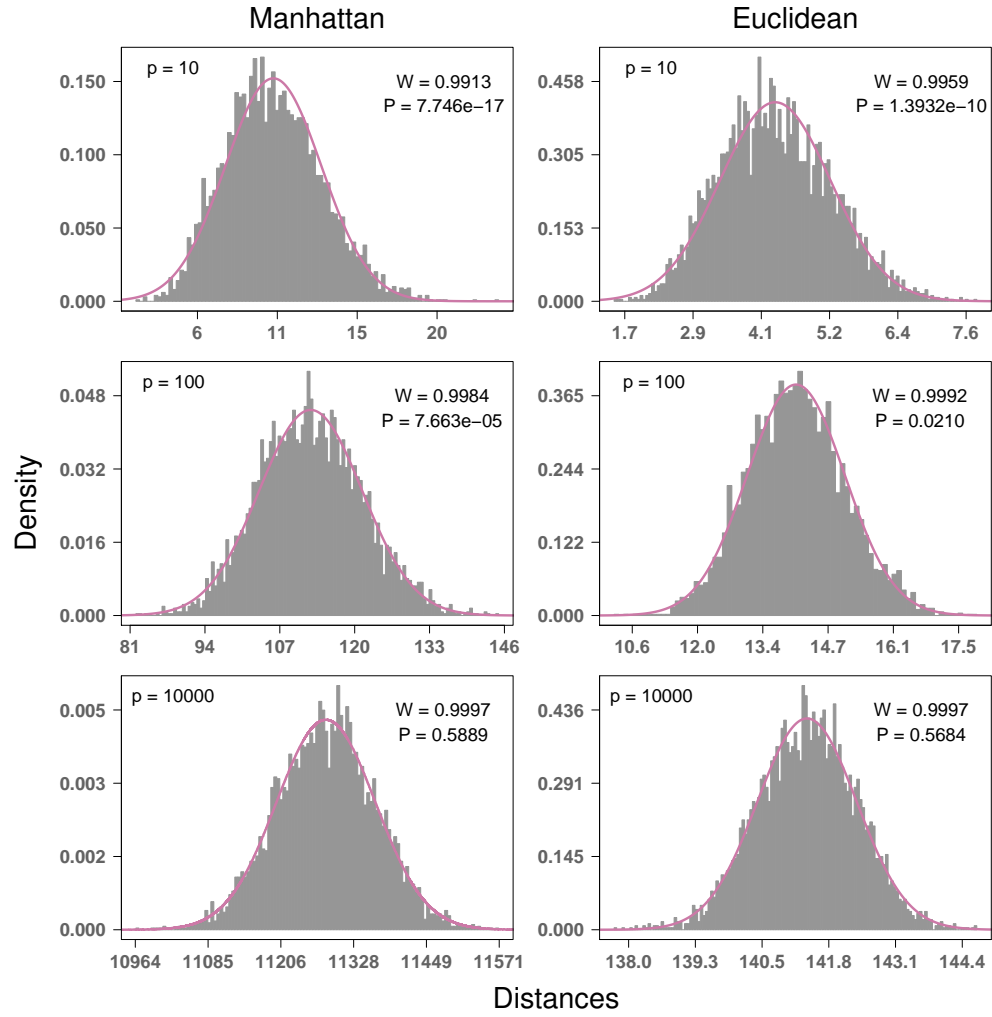 Manhattan
Euclidean
p = 10
W = 0.9913
P = 7.746e−17
0.150
0.100
0.050
0.000
6 11 15 20
p = 10
W = 0.9959
P = 1.3932e−10
0.458
0.305
0.153
0.000
1.7 2.9 4.1 5.2 6.4 7.6
Density
p = 100
W = 0.9984
P = 7.663e−05
0.048
0.032
0.016
0.000
81 94 107 120 133 146
p = 100
W = 0.9992
P = 0.0210
0.365
0.244
0.122
0.000
10.6 12.0 13.4 14.7 16.1 17.5
p = 10000
W = 0.9997
P = 0.5889
0.005
0.003
0.002
0.000
10964 11085 11206 11328 11449 11571
p = 10000
W = 0.9997
P = 0.5684
0.436
0.291
0.145
0.000
138.0 139.3 140.5 141.8 143.1 144.4
Distances